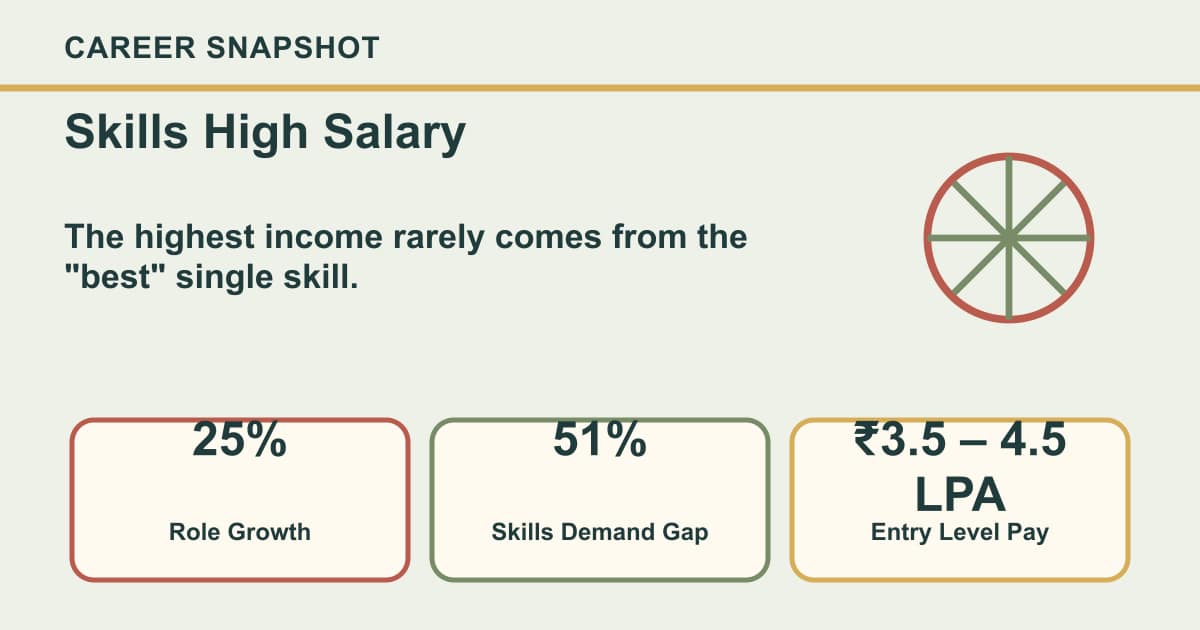 CAREER SNAPSHOT
Skills High Salary
The highest income rarely comes from the
"best" single skill.
25%
Role Growth
51%
Skills Demand Gap
₹3.5 – 4.5
LPA
Entry Level Pay